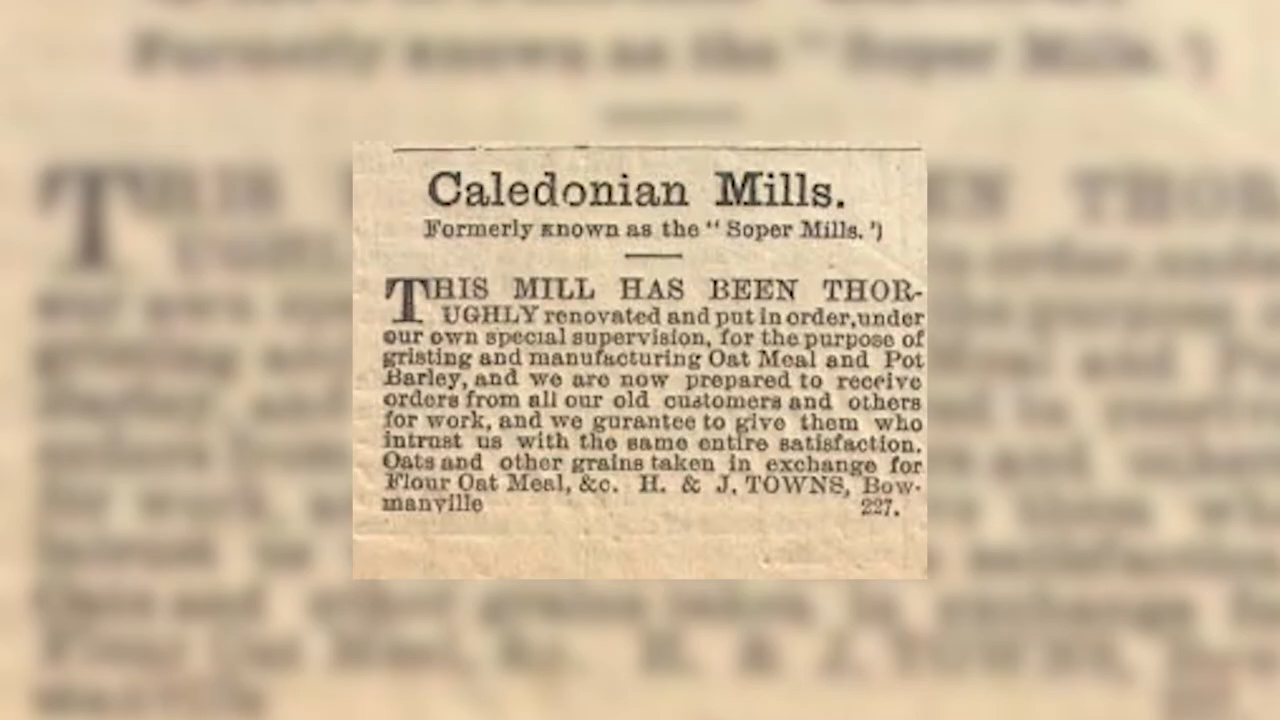 Caledonian Mills.
Formerly known as the “ Soper Mills. ’)
THIS MILL HAS BEEN THOR-
UGHLY renovated and put in order,under
our own special supervision, for the purpose of
gristing and manufacturing Oat Meal and Pot
Barley, and we are now prepared to receive
orders from all our old customers and others
for work, and we gurantee to give them who
intrust us with the same entire satisfaction.
Oats and other grains taken in exchange for
Flour Oat Meal, &c. H. & J. TOWNS, Bow-
manville 227.